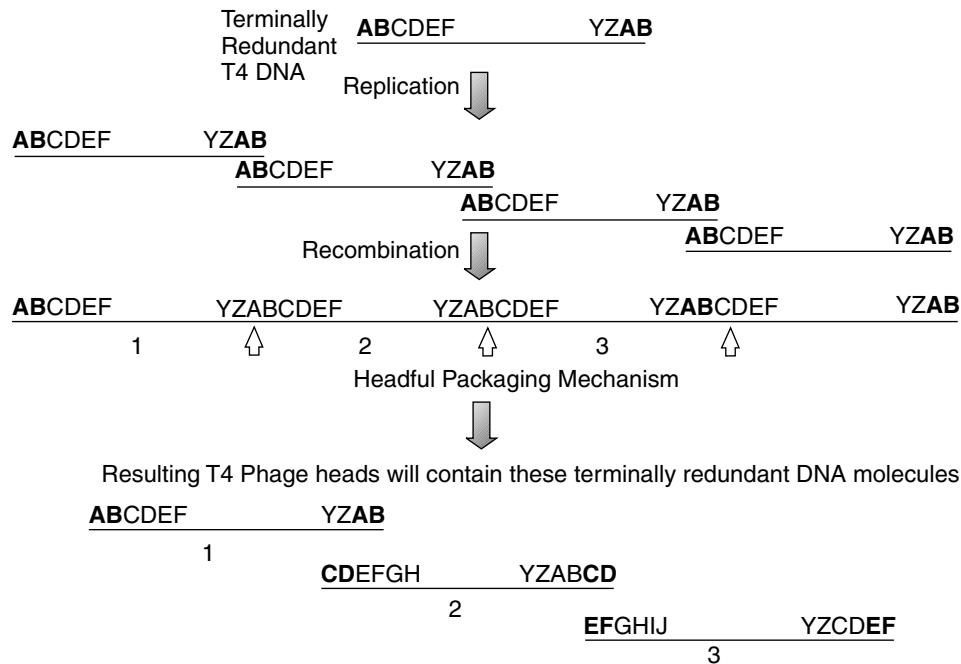 Terminally
Redundant
T4 DNA
ABCDEF YZAB
Replication
ABCDEF YZAB
ABCDEF YZAB
ABCDEF YZAB
ABCDEF YZAB
Recombination
ABCDEF YZABCDEF YZABCDEF YZABCDEF YZAB
1 2 3
Headful Packaging Mechanism
Resulting T4 Phage heads will contain these terminally redundant DNA molecules
ABCDEF YZAB
1
CDEFGH YZABCD
2
EFGHIJ YZCDEF
3